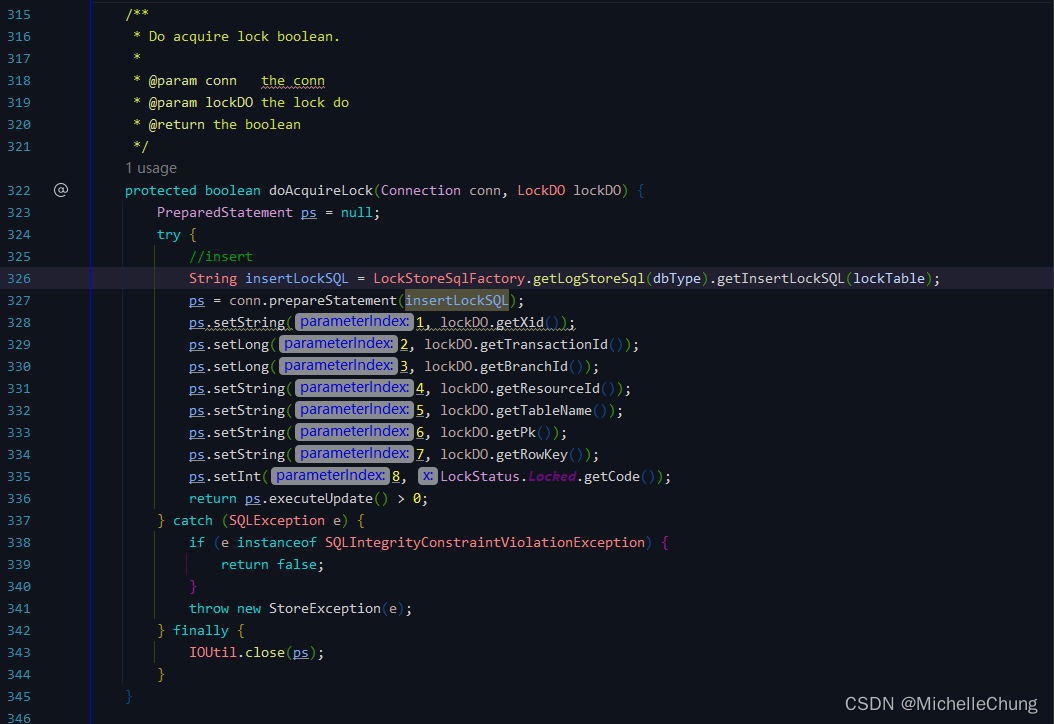 315 /**
316 * Do acquire lock boolean.
317 *
318 * @param conn   the conn
319 * @param lockDO the lock do
320 * @return the boolean
321 */
1 usage
322 @ protected boolean doAcquireLock(Connection conn, LockDO lockDO) {
323 PreparedStatement ps = null;
324 try {
325 //insert
326 String insertLockSQL = LockStoreSqlFactory.getLogStoreSql(dbType).getInsertLockSQL(lockTable);
327 ps = conn.prepareStatement(insertLockSQL);
328 ps.setString( parameterIndex: 1, lockDO.getXid());
329 ps.setLong( parameterIndex: 2, lockDO.getTransactionId());
330 ps.setLong( parameterIndex: 3, lockDO.getBranchId());
331 ps.setString( parameterIndex: 4, lockDO.getResourceId());
332 ps.setString( parameterIndex: 5, lockDO.getTableName());
333 ps.setString( parameterIndex: 6, lockDO.getPk());
334 ps.setString( parameterIndex: 7, lockDO.getRowKey());
335 ps.setInt( parameterIndex: 8, x: LockStatus.Locked.getCode());
336 return ps.executeUpdate() > 0;
337 } catch (SQLException e) {
338 if (e instanceof SQLIntegrityConstraintViolationException) {
339 return false;
340 }
341 throw new StoreException(e);
342 } finally {
343 IOUtil.close(ps);
344 }
345 }
CSDN @MichelleChung
346